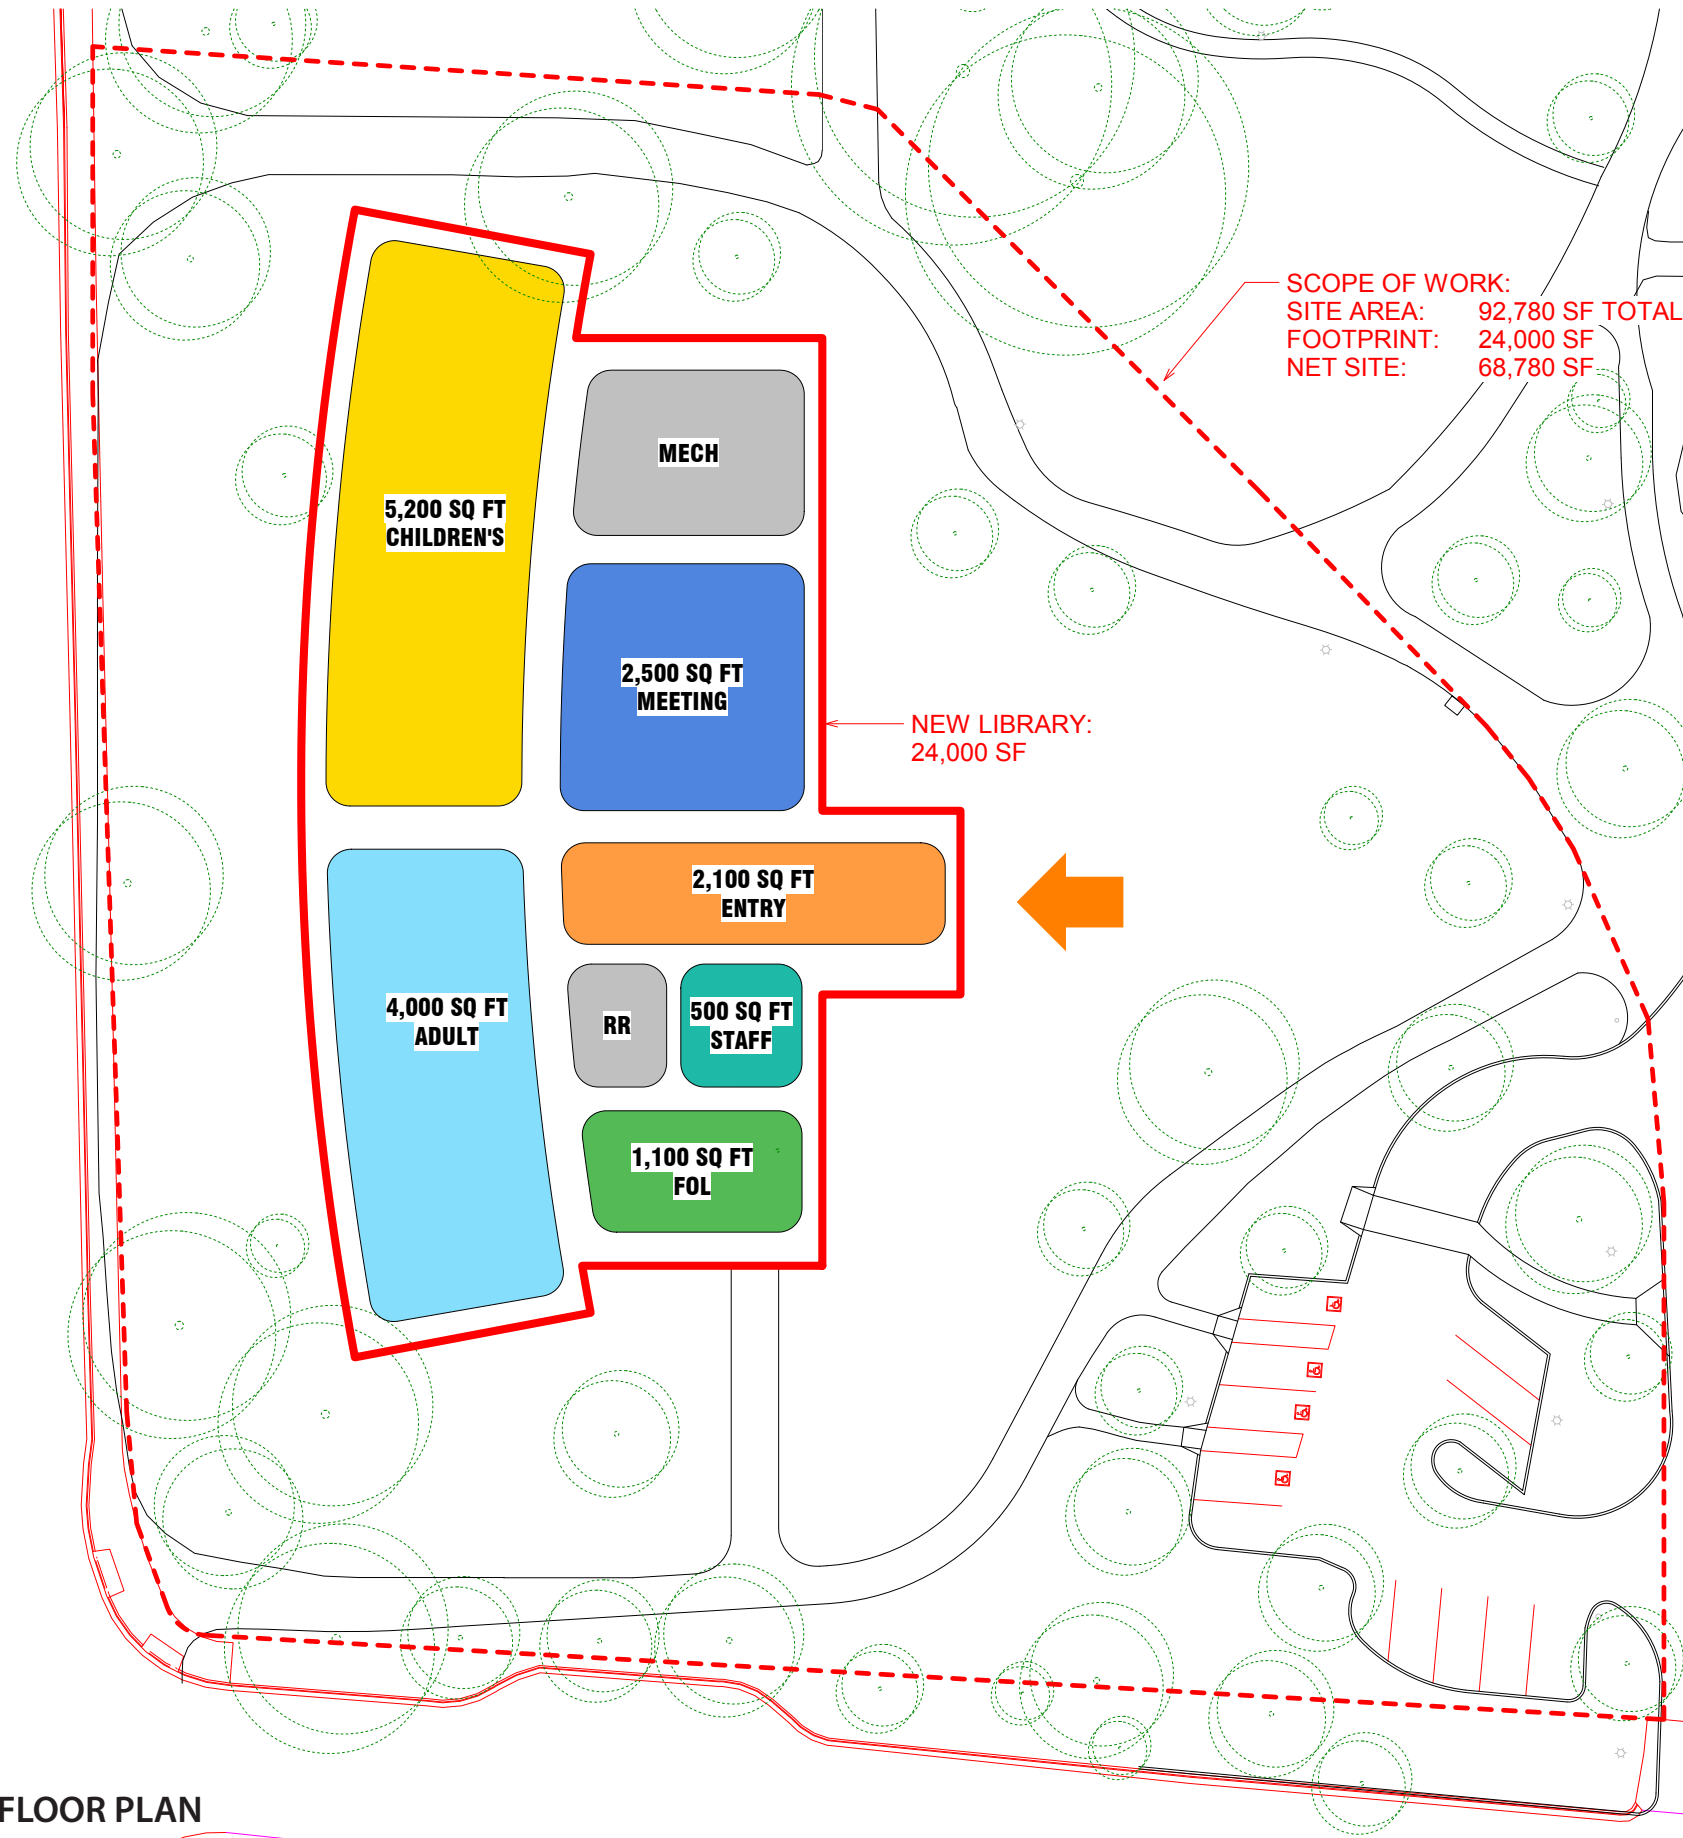 SCOPE OF WORK:
SITE AREA: 92,780 SF TOTAL
FOOTPRINT: 24,000 SF
NET SITE: 68,780 SF
MECH
5,200 SQ FT
CHILDREN'S
2,500 SQ FT
MEETING
NEW LIBRARY:
24,000 SF
2,100 SQ FT
ENTRY
4,000 SQ FT
ADULT
RR
500 SQ FT
STAFF
1,100 SQ FT
FOL
FLOOR PLAN